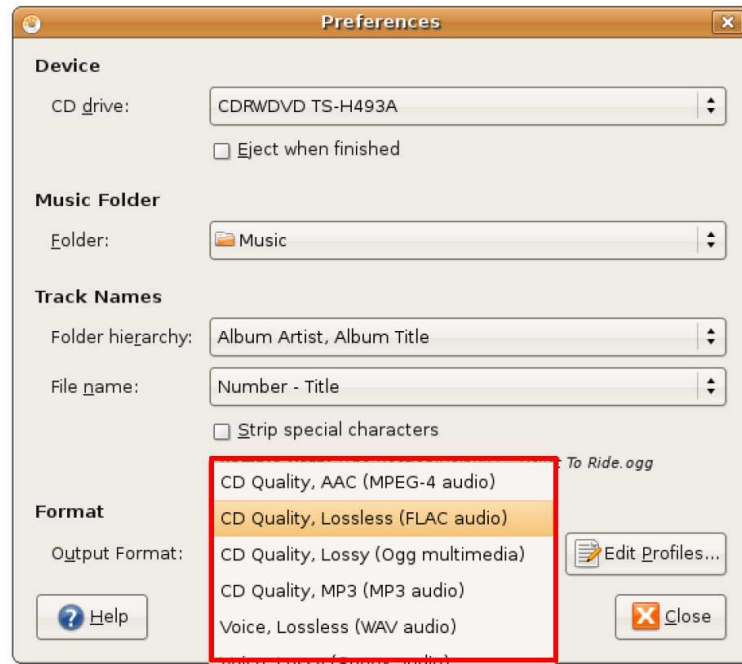 Preferences
Device
CD drive: CDRWDVD TS-H493A
Eject when finished
Music Folder
Folder: Music
Track Names
Folder hierarchy: Album Artist, Album Title
File name: Number - Title
Strip special characters
To Ride.ogg
CD Quality, AAC (MPEG-4 audio)
Format
CD Quality, Lossless (FLAC audio)
Output Format: CD Quality, Lossy (Ogg multimedia) Edit Profiles...
CD Quality, MP3 (MP3 audio)
Help Voice, Lossless (WAV audio) Close